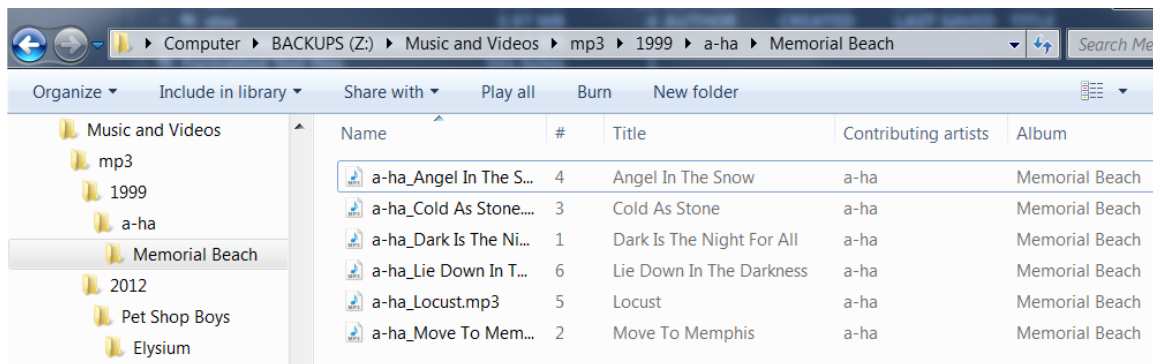 Computer BACKUPS (Z:) Music and Videos mp3 1999 a-ha Memorial Beach Search Me
Organize Include in library Share with Play all Burn New folder
Music and Videos
mp3
1999
a-ha
Memorial Beach
2012
Pet Shop Boys
Elysium
Name # Title Contributing artists Album
a-ha_Angel In The S... 4 Angel In The Snow a-ha Memorial Beach
a-ha_Cold As Stone.... 3 Cold As Stone a-ha Memorial Beach
a-ha_Dark Is The Ni... 1 Dark Is The Night For All a-ha Memorial Beach
a-ha_Lie Down In T... 6 Lie Down In The Darkness a-ha Memorial Beach
a-ha_Locust.mp3 5 Locust a-ha Memorial Beach
a-ha_Move To Mem... 2 Move To Memphis a-ha Memorial Beach